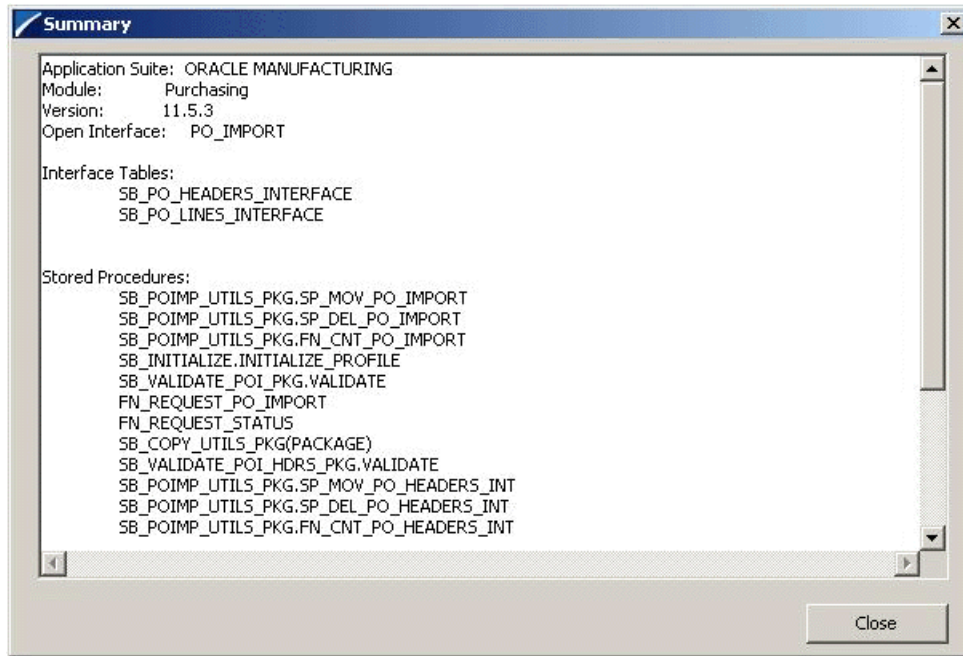 Summary
Application Suite: ORACLE MANUFACTURING
Module: Purchasing
Version: 11.5.3
Open Interface: PO_IMPORT
Interface Tables:
SB_PO_HEADERS_INTERFACE
SB_PO_LINES_INTERFACE
Stored Procedures:
SB_POIMP_UTILS_PKG.SP_MOV_PO_IMPORT
SB_POIMP_UTILS_PKG.SP_DEL_PO_IMPORT
SB_POIMP_UTILS_PKG.FN_CNT_PO_IMPORT
SB_INITIALIZE.INITIALIZE_PROFILE
SB_VALIDATE_POI_PKG.VALIDATE
FN_REQUEST_PO_IMPORT
FN_REQUEST_STATUS
SB_COPY_UTILS_PKG(PACKAGE)
SB_VALIDATE_POI_HDRS_PKG.VALIDATE
SB_POIMP_UTILS_PKG.SP_MOV_PO_HEADERS_INT
SB_POIMP_UTILS_PKG.SP_DEL_PO_HEADERS_INT
SB_POIMP_UTILS_PKG.FN_CNT_PO_HEADERS_INT
Close